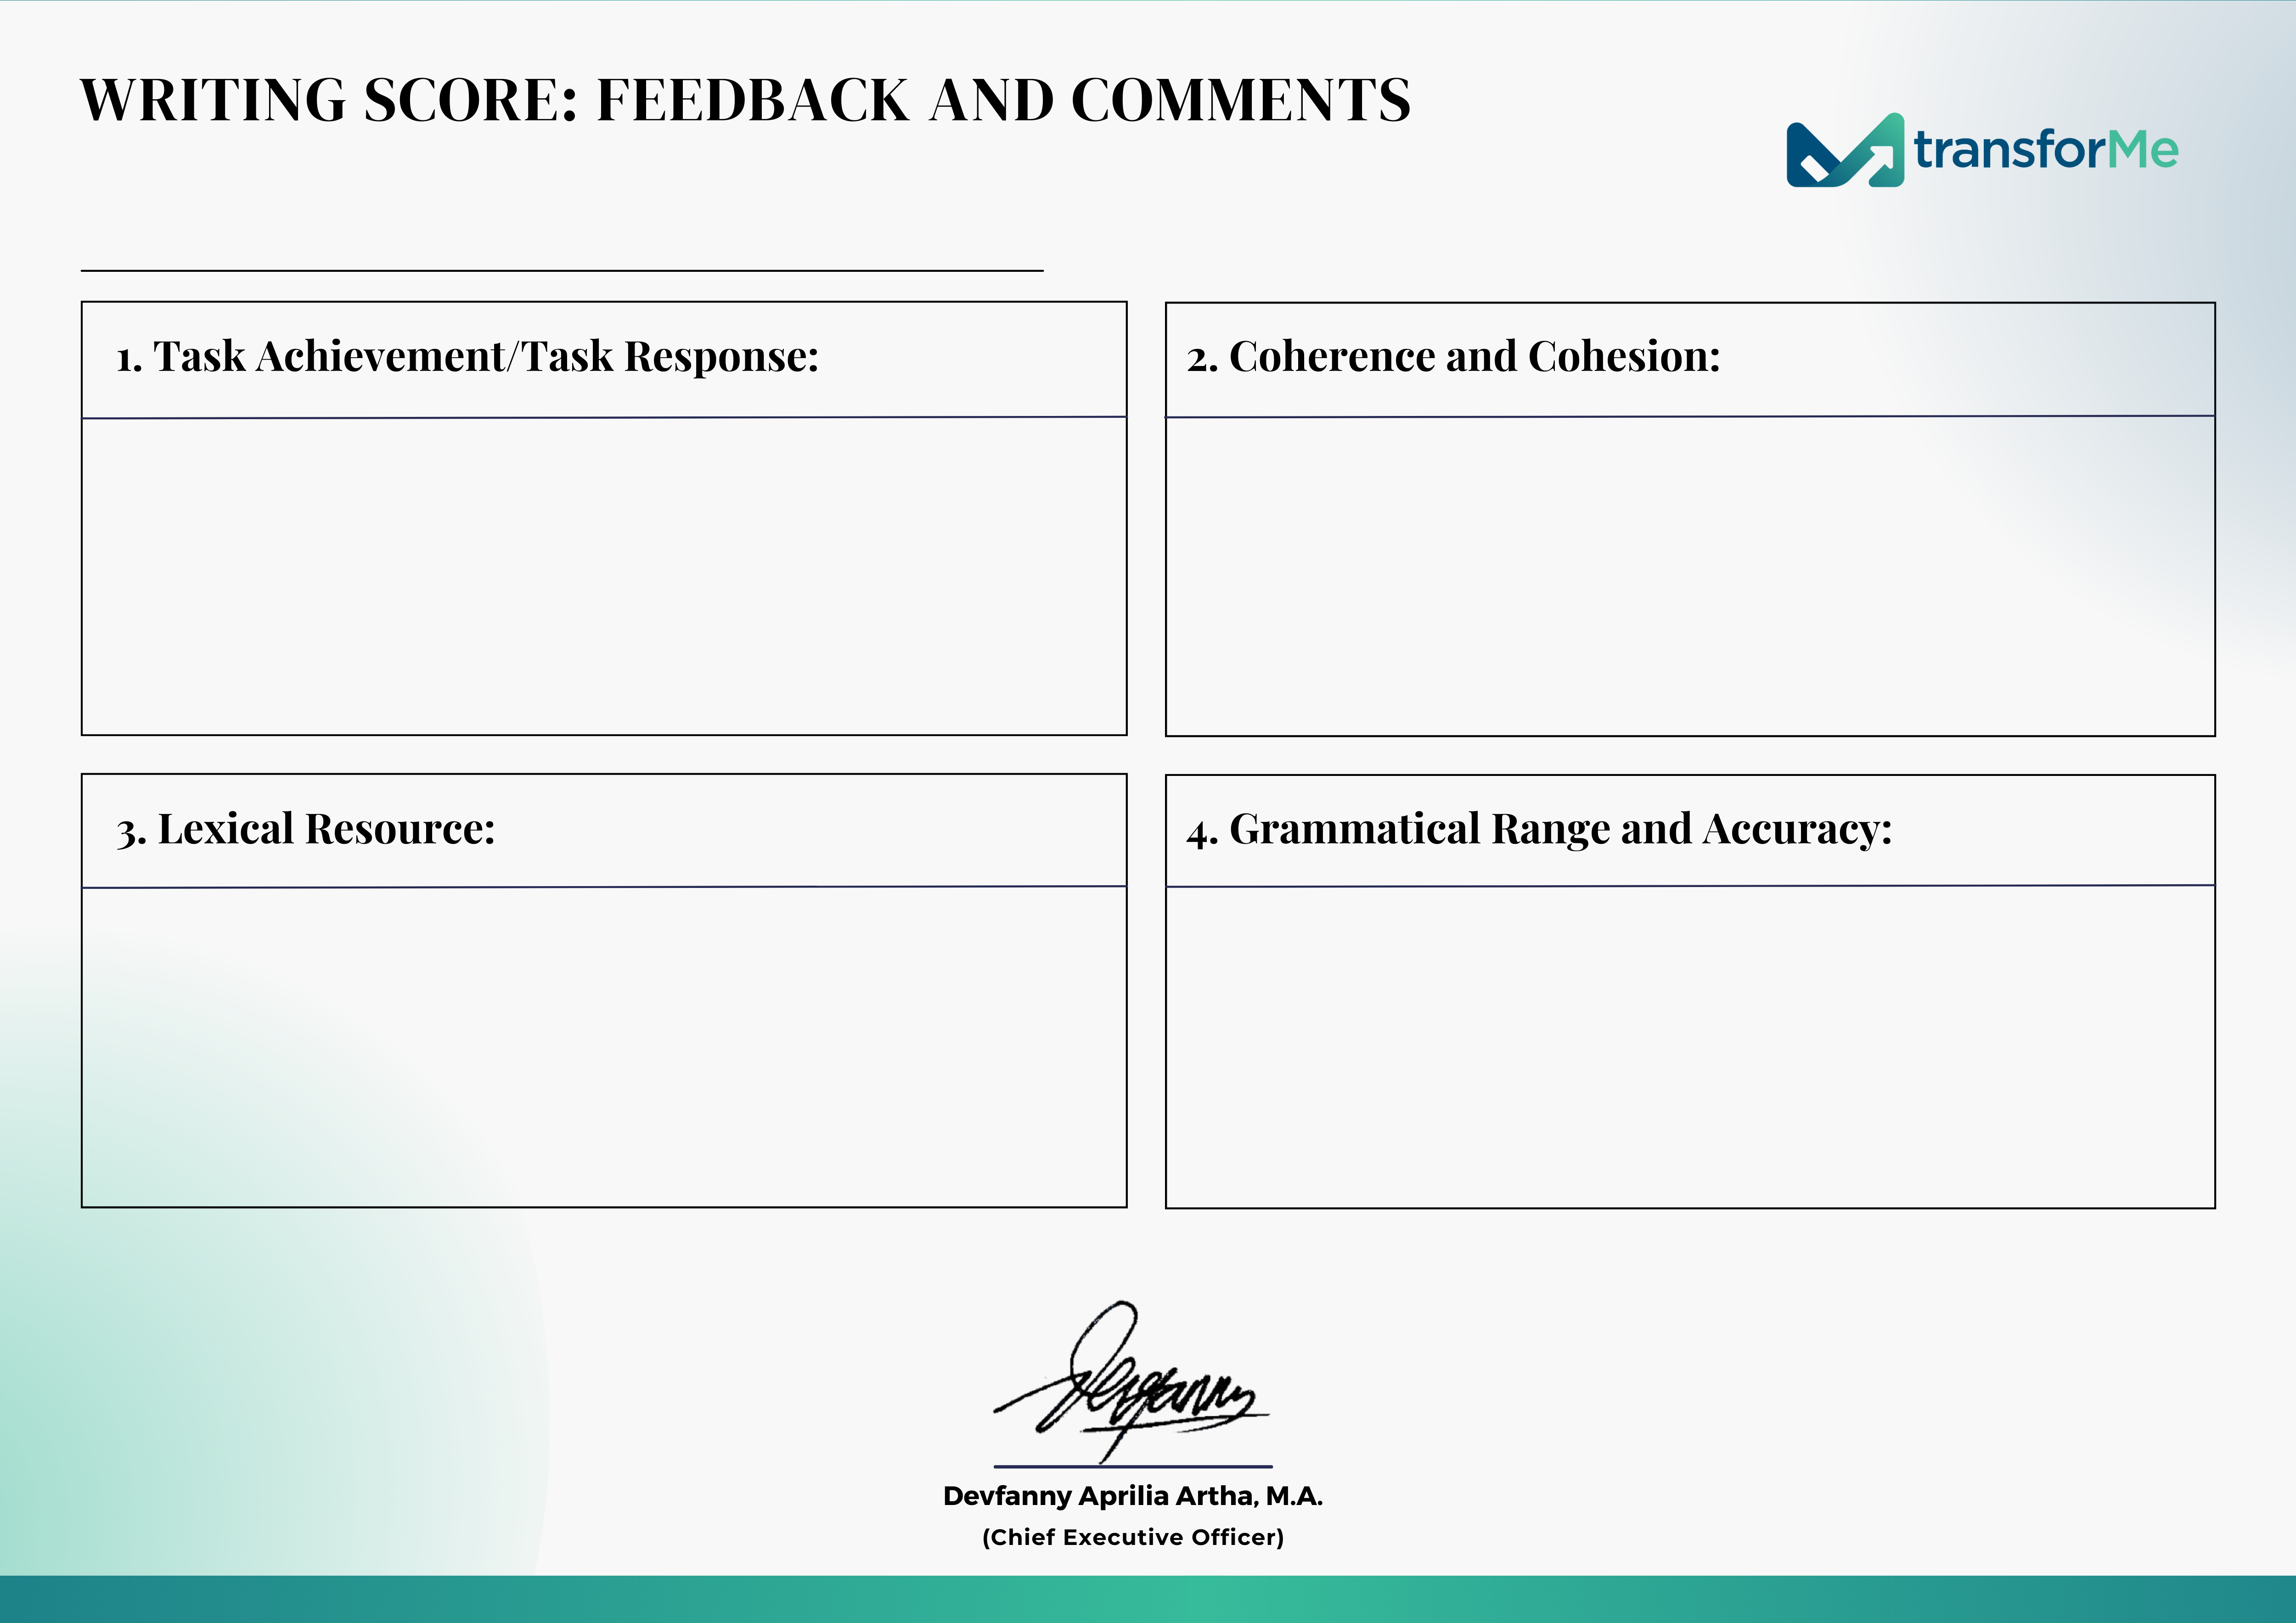 WRITING SCORE: FEEDBACK AND COMMENTS
transforMe
1. Task Achievement/Task Response:
2. Coherence and Cohesion:
3. Lexical Resource:
4. Grammatical Range and Accuracy:
Devfanny
Devfanny Aprilia Artha, M.A.
(Chief Executive Officer)